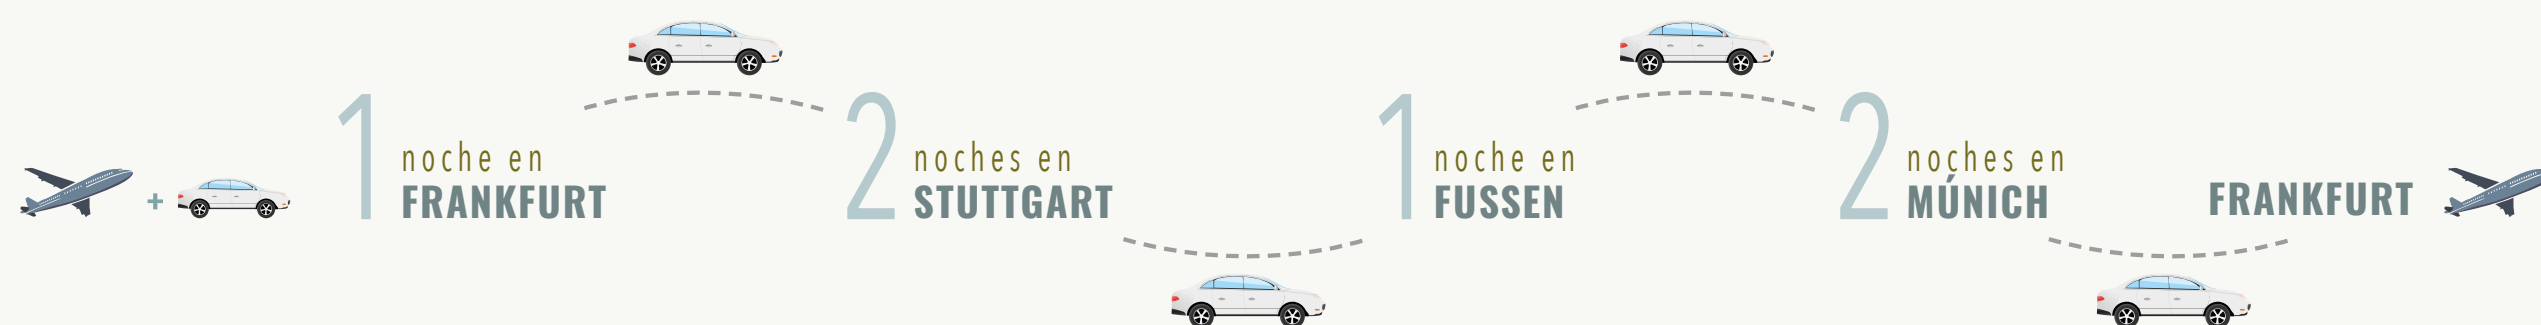 1 noche en
FRANKFURT
2 noches en
STUTTGART
1 noche en
FUSSEN
2 noches en
MÚNICH
FRANKFURT
+